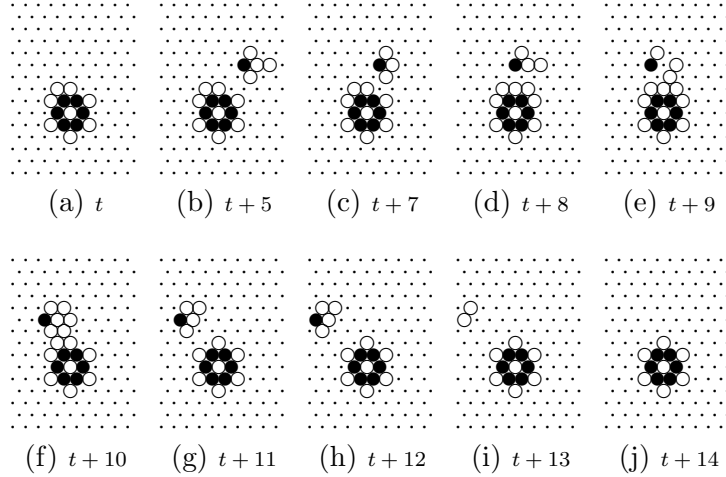 (a) t (b) t + 5 (c) t + 7 (d) t + 8 (e) t + 9
(f) t + 10 (g) t + 11 (h) t + 12 (i) t + 13 (j) t + 14